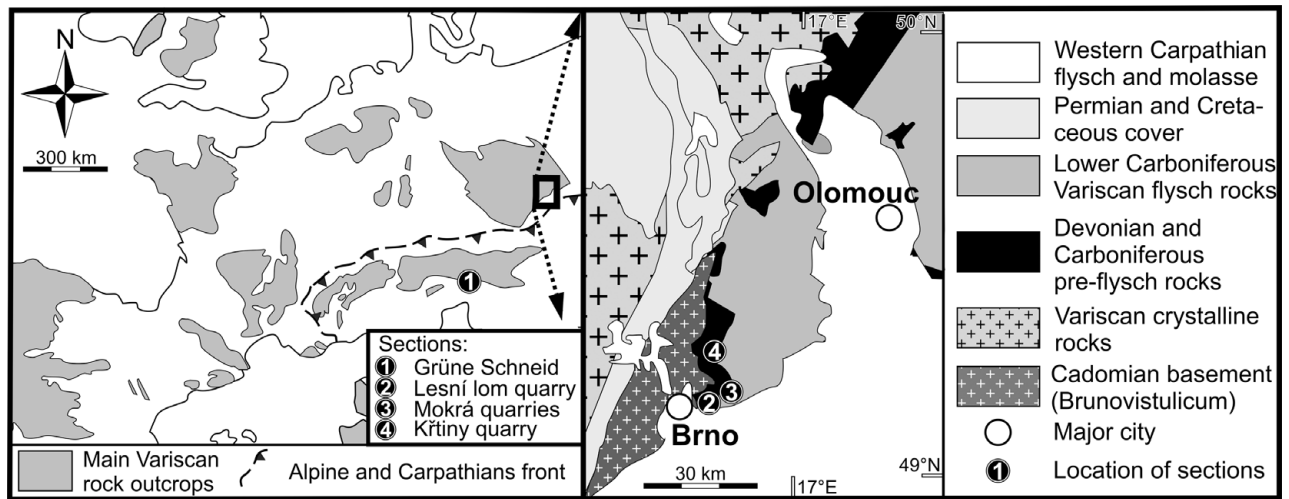 N
300 km
1
Sections:
1 Grüne Schneid
2 Lesní lom quarry
3 Mokrá quarries
4 Křtiny quarry
Main Variscan
rock outcrops
Alpine and Carpathians front
17°E
50°N
Olomouc
4
3
2
Brno
30 km
17°E
49°N
Western Carpathian
flysch and molasse
Permian and Creta-
ceous cover
Lower Carboniferous
Variscan flysch rocks
Devonian and
Carboniferous
pre-flysch rocks
Variscan crystalline
rocks
Cadomian basement
(Brunovistulicum)
Major city
1 Location of sections